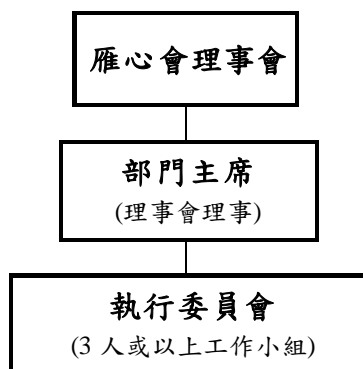 雁心會理事會
部門主席
(理事會理事)
執行委員會
(3 人或以上工作小組)